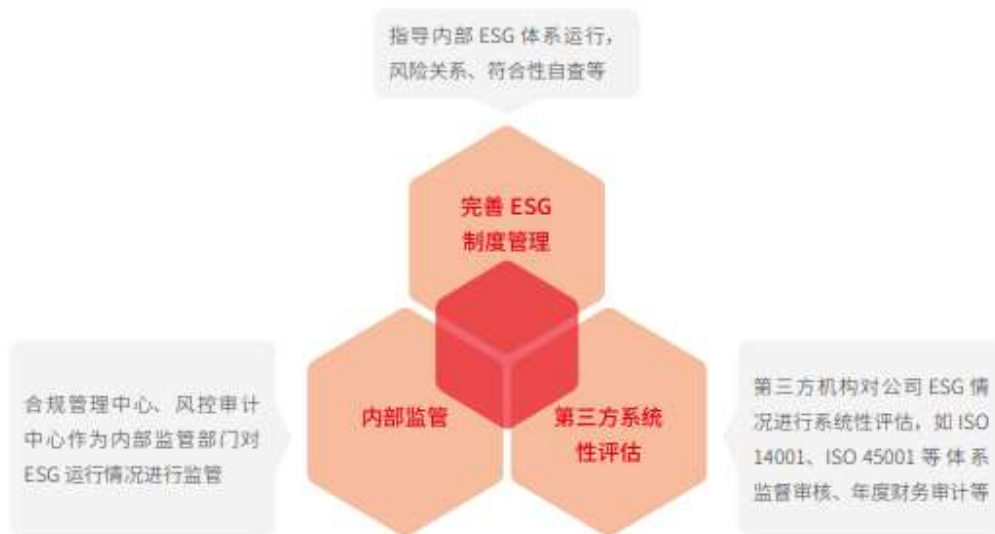 指导内部 ESG 体系运行，
风险关系、符合性自查等
完善 ESG
制度管理
合规管理中心、风控审计
中心作为内部监管部门对
ESG 运行情况进行监管
内部监管
第三方系统
性评估
第三方机构对公司 ESG 情
况进行系统性评估，如 ISO
14001、ISO 45001 等体系
监督审核、年度财务审计等